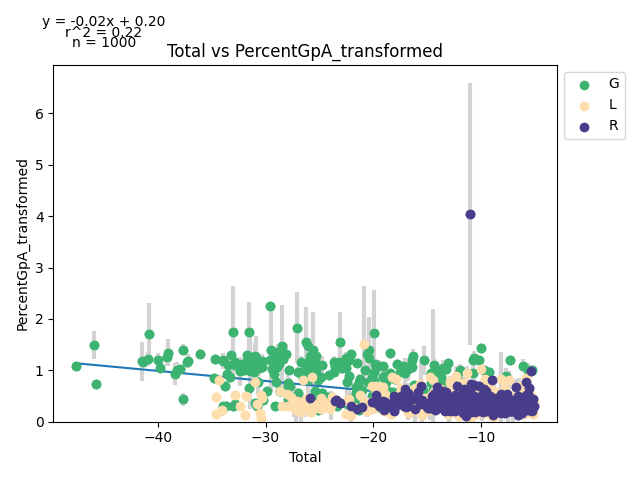 y = -0.02x + 0.20
r^2 = 0.22
n = 1000
Total vs PercentGpA_transformed
G
L
R
PercentGpA_transformed
6
5
4
3
2
1
0
−40
−30
−20
−10
Total